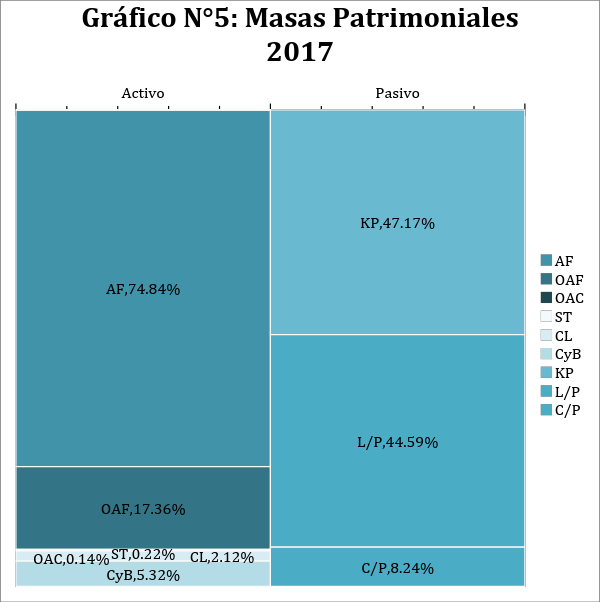 Gráfico N°5: Masas Patrimoniales
2017
Activo
Pasivo
AF,74.84%
KP,47.17%
L/P,44.59%
OAF,17.36%
OAC,0.14%
ST,0.22%
CL,2.12%
CyB,5.32%
C/P,8.24%
AF
OAF
OAC
ST
CL
CyB
KP
L/P
C/P